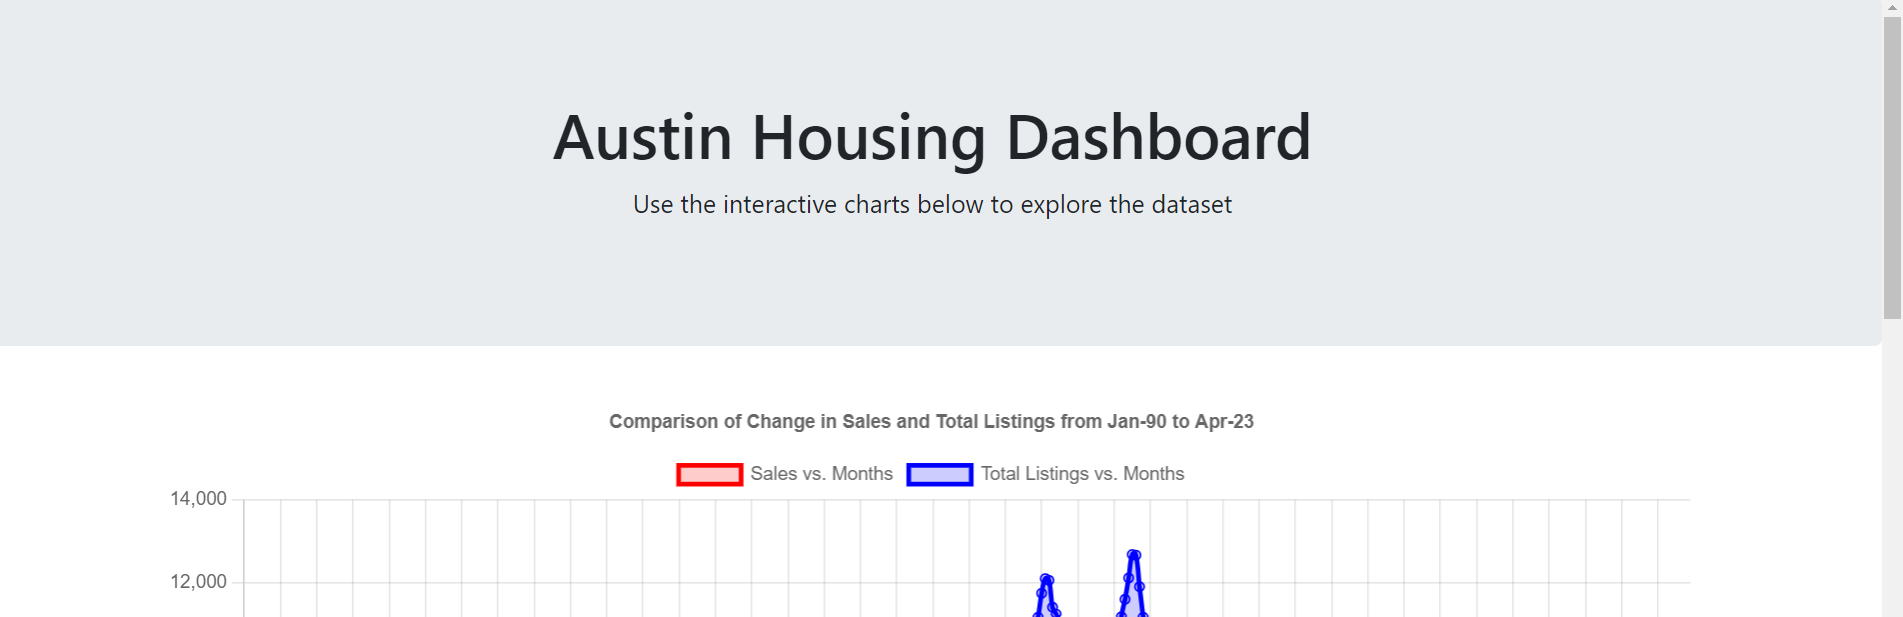 Austin Housing Dashboard
Use the interactive charts below to explore the dataset
Comparison of Change in Sales and Total Listings from Jan-90 to Apr-23
Sales vs. Months Total Listings vs. Months
14,000
12,000